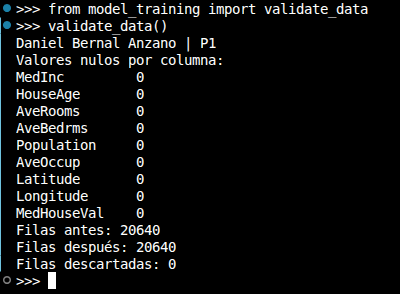 >>> from model_training import validate_data
>>> validate_data()
Daniel Bernal Anzano | P1
Valores nulos por columna:
MedInc         0
HouseAge       0
AveRooms       0
AveBedrms      0
Population     0
AveOccup       0
Latitude       0
Longitude      0
MedHouseVal    0
Filas antes: 20640
Filas después: 20640
Filas descartadas: 0
>>>